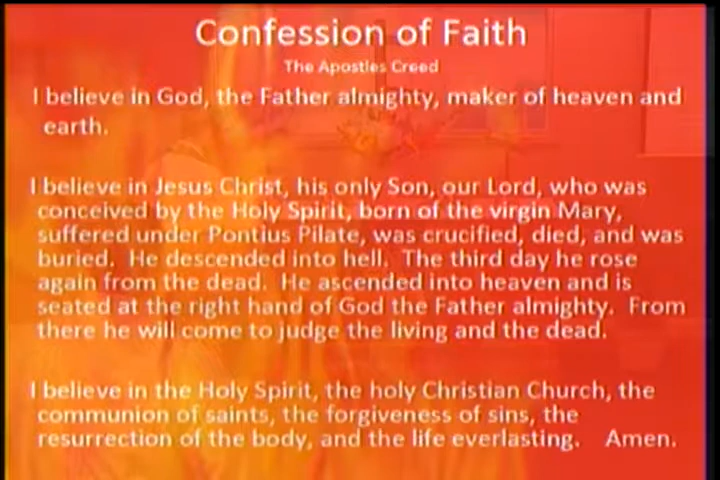 Confession of Faith
The Apostles Creed
I believe in God, the Father almighty, maker of heaven and
earth.
I believe in Jesus Christ, his only Son, our Lord, who was
conceived by the Holy Spirit, born of the virgin Mary,
suffered under Pontius Pilate, was crucified, died, and was
buried.  He descended into hell.  The third day he rose
again from the dead.  He ascended into heaven and is
seated at the right hand of God the Father almighty.  From
there he will come to judge the living and the dead.
I believe in the Holy Spirit, the holy Christian Church, the
communion of saints, the forgiveness of sins, the
resurrection of the body, and the life everlasting.    Amen.